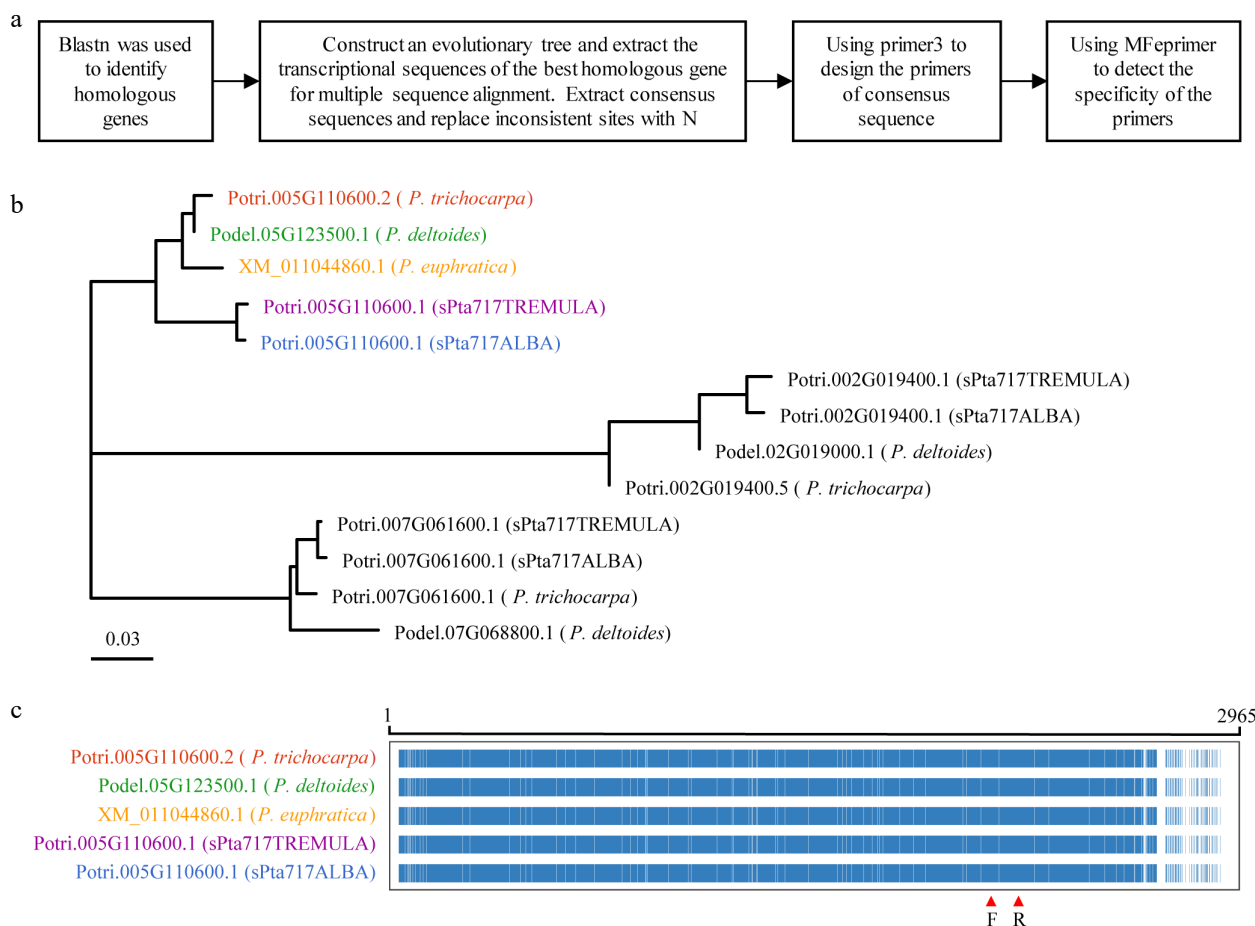 a
Blastn was used
to identify
homologous
genes
Construct an evolutionary tree and extract the
transcriptional sequences of the best homologous gene
for multiple sequence alignment. Extract consensus
sequences and replace inconsistent sites with N
Using primer3 to
design the primers
of consensus
sequence
Using MFeprimer
to detect the
specificity of the
primers
b
Potri.005G110600.2 ( P. trichocarpa)
Podel.05G123500.1 ( P. deltoides)
XM_011044860.1 ( P. euphratica)
Potri.005G110600.1 (sPta717TREMULA)
Potri.005G110600.1 (sPta717ALBA)
Potri.002G019400.1 (sPta717TREMULA)
Potri.002G019400.1 (sPta717ALBA)
Podel.02G019000.1 ( P. deltoides)
Potri.002G019400.5 ( P. trichocarpa)
Potri.007G061600.1 (sPta717TREMULA)
Potri.007G061600.1 (sPta717ALBA)
Potri.007G061600.1 ( P. trichocarpa)
Podel.07G068800.1 ( P. deltoides)
0.03
c
1
2965
Potri.005G110600.2 ( P. trichocarpa)
Podel.05G123500.1 ( P. deltoides)
XM_011044860.1 ( P. euphratica)
Potri.005G110600.1 (sPta717TREMULA)
Potri.005G110600.1 (sPta717ALBA)
F
R